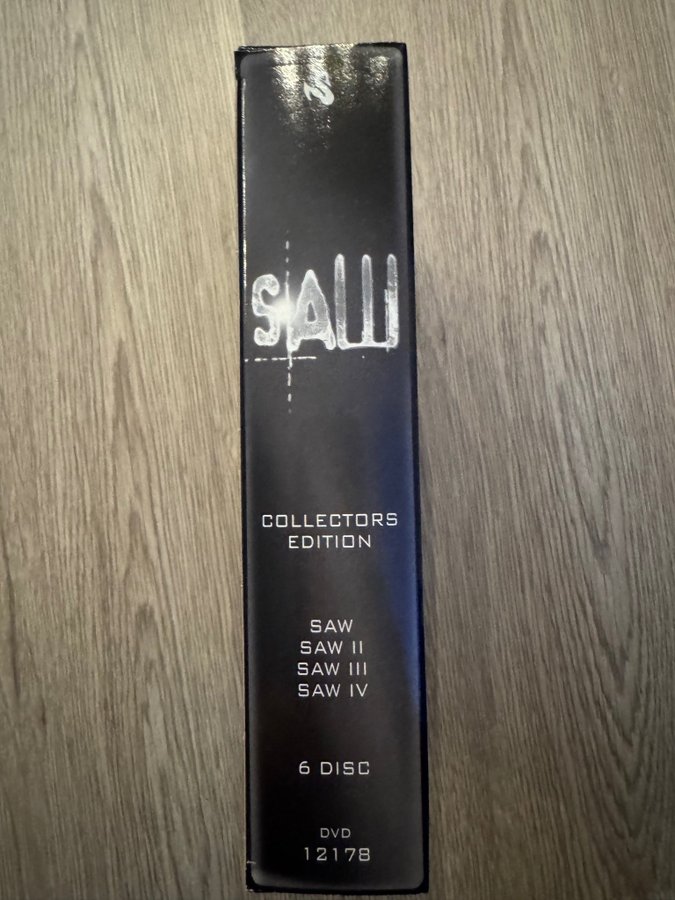 SAW
COLLECTORS
EDITION
SAW
SAW II
SAW III
SAW IV
6 DISC
DVD
12178